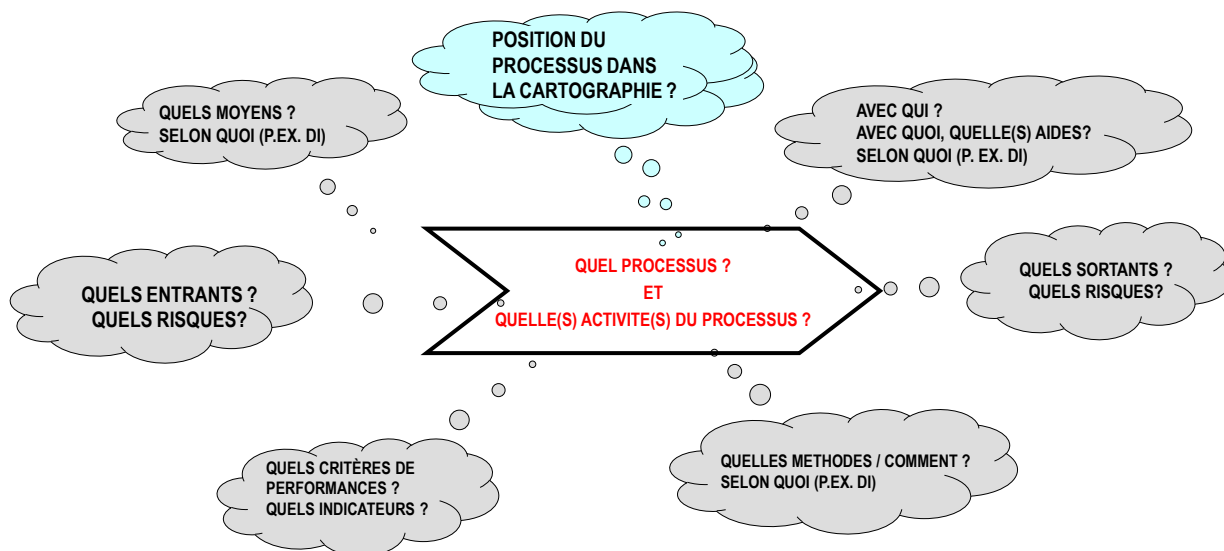 POSITION DU
PROCESSUS DANS
LA CARTOGRAPHIE ?
QUELS MOYENS ?
SELON QUOI (P.EX. DI)
AVEC QUI ?
AVEC QUOI, QUELLE(S) AIDES?
SELON QUOI (P. EX. DI)
QUELS ENTRANTS ?
QUELS RISQUES?
QUEL PROCESSUS ?
ET
QUELLE(S) ACTIVITE(S) DU PROCESSUS ?
QUELS SORTANTS ?
QUELS RISQUES?
QUELS CRITÈRES DE
PERFORMANCES ?
QUELS INDICATEURS ?
QUELLES METHODES / COMMENT ?
SELON QUOI (P.EX. DI)